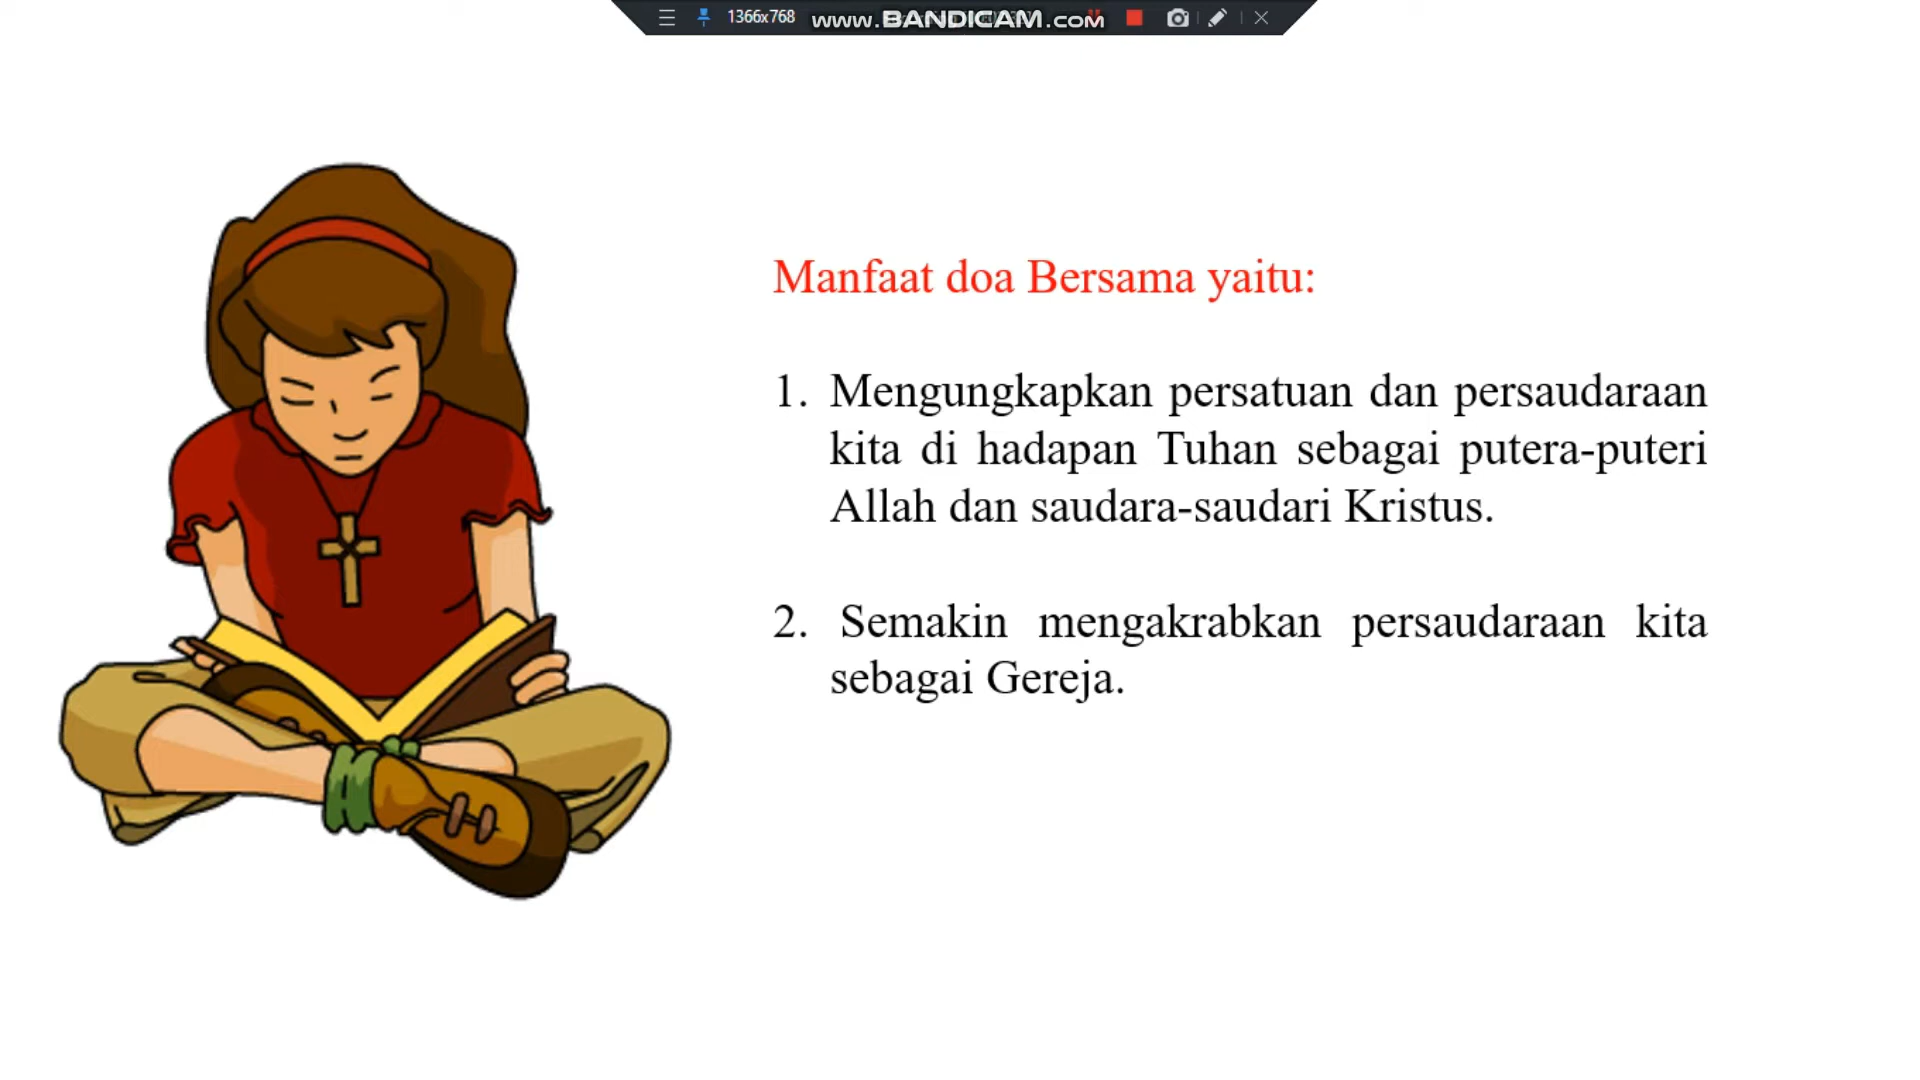 1366x768 www.BANDICAM.com
Manfaat doa Bersama yaitu:
1. Mengungkapkan persatuan dan persaudaraan
kita di hadapan Tuhan sebagai putera-puteri
Allah dan saudara-saudari Kristus.
2. Semakin mengakrabkan persaudaraan kita
sebagai Gereja.